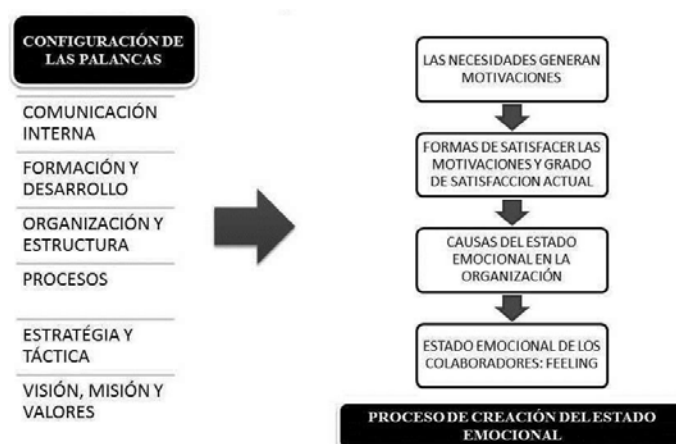 CONFIGURACIÓN DE
LAS PALANCAS
COMUNICACIÓN
INTERNA
FORMACIÓN Y
DESARROLLO
ORGANIZACIÓN Y
ESTRUCTURA
PROCESOS
ESTRATÉGIA Y
TÁCTICA
VISIÓN, MISIÓN Y
VALORES
LAS NECESIDADES GENERAN
MOTIVACIONES
FORMAS DE SATISFACER LAS
MOTIVACIONES Y GRADO
DE SATISFACCION ACTUAL
CAUSAS DEL ESTADO
EMOCIONAL EN LA
ORGANIZACIÓN
ESTADO EMOCIONAL DE LOS
COLABORADORES: FEELING
PROCESO DE CREACIÓN DEL ESTADO
EMOCIONAL